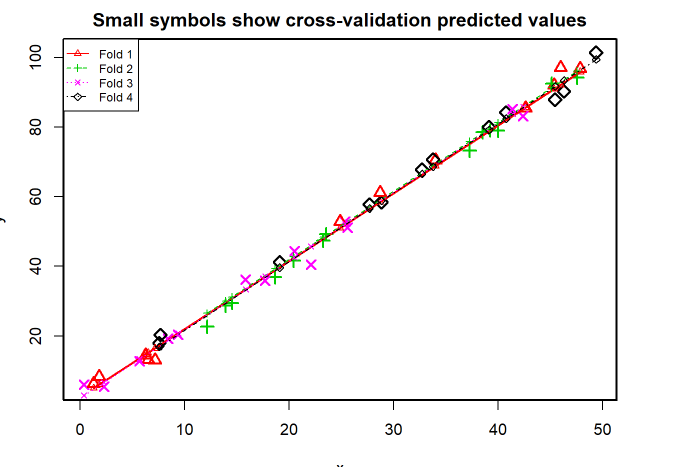 Small symbols show cross-validation predicted values
Fold 1
Fold 2
Fold 3
Fold 4
100
80
60
40
20
0 10 20 30 40 50